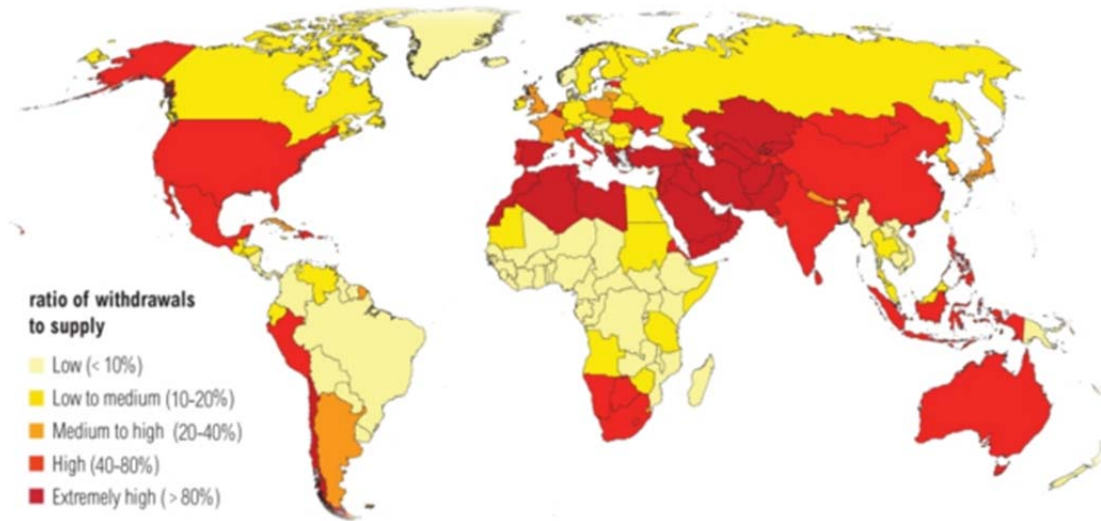 ratio of withdrawals
to supply
Low (< 10%)
Low to medium (10-20%)
Medium to high (20-40%)
High (40-80%)
Extremely high (> 80%)